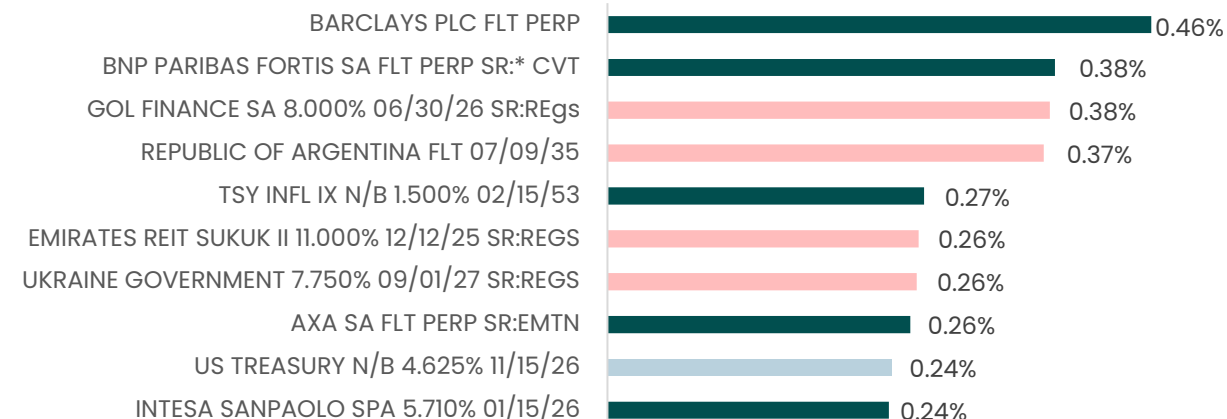 BARCLAYS PLC FLT PERP 0.46%
BNP PARIBAS FORTIS SA FLT PERP SR:* CVT 0.38%
GOL FINANCE SA 8.000% 06/30/26 SR:REgs 0.38%
REPUBLIC OF ARGENTINA FLT 07/09/35 0.37%
TSY INFL IX N/B 1.500% 02/15/53 0.27%
EMIRATES REIT SUKUK II 11.000% 12/12/25 SR:REGS 0.26%
UKRAINE GOVERNMENT 7.750% 09/01/27 SR:REGS 0.26%
AXA SA FLT PERP SR:EMTN 0.26%
US TREASURY N/B 4.625% 11/15/26 0.24%
INTESA SANPAOLO SPA 5.710% 01/15/26 0.24%